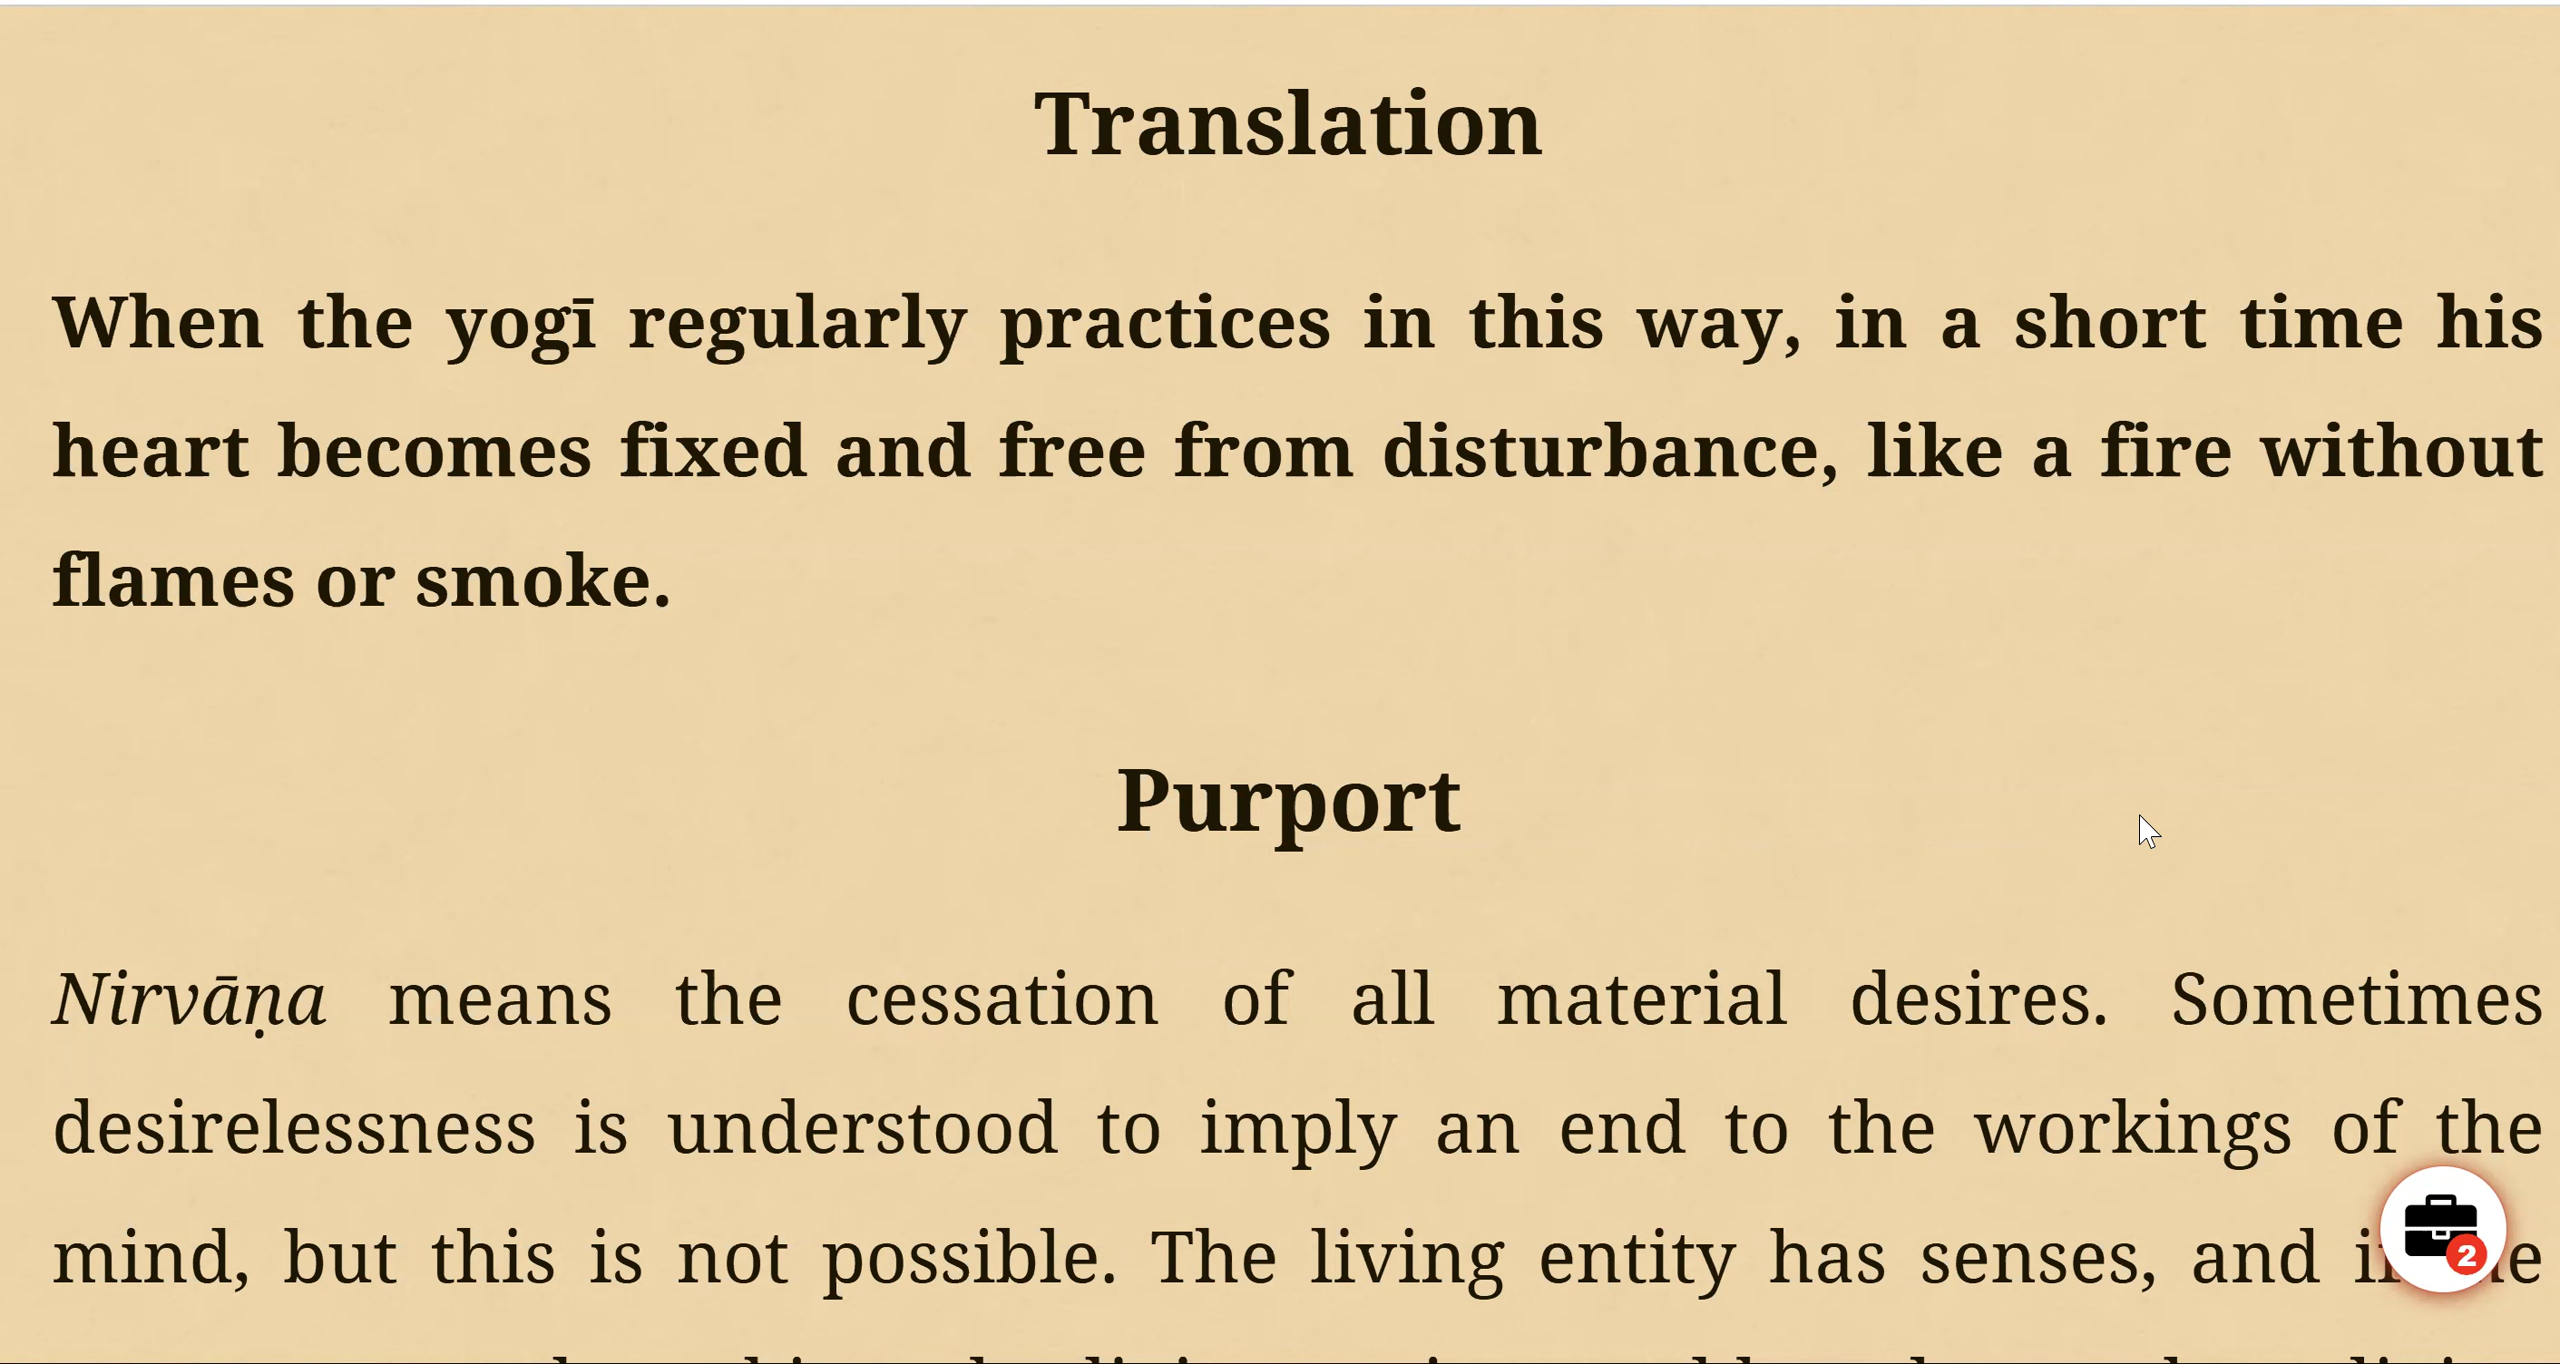 Translation
When the yogī regularly practices in this way, in a short time his
heart becomes fixed and free from disturbance, like a fire without
flames or smoke.
Purport
Nirvāṇa means the cessation of all material desires. Sometimes
desirelessness is understood to imply an end to the workings of the
mind, but this is not possible. The living entity has senses, and
2